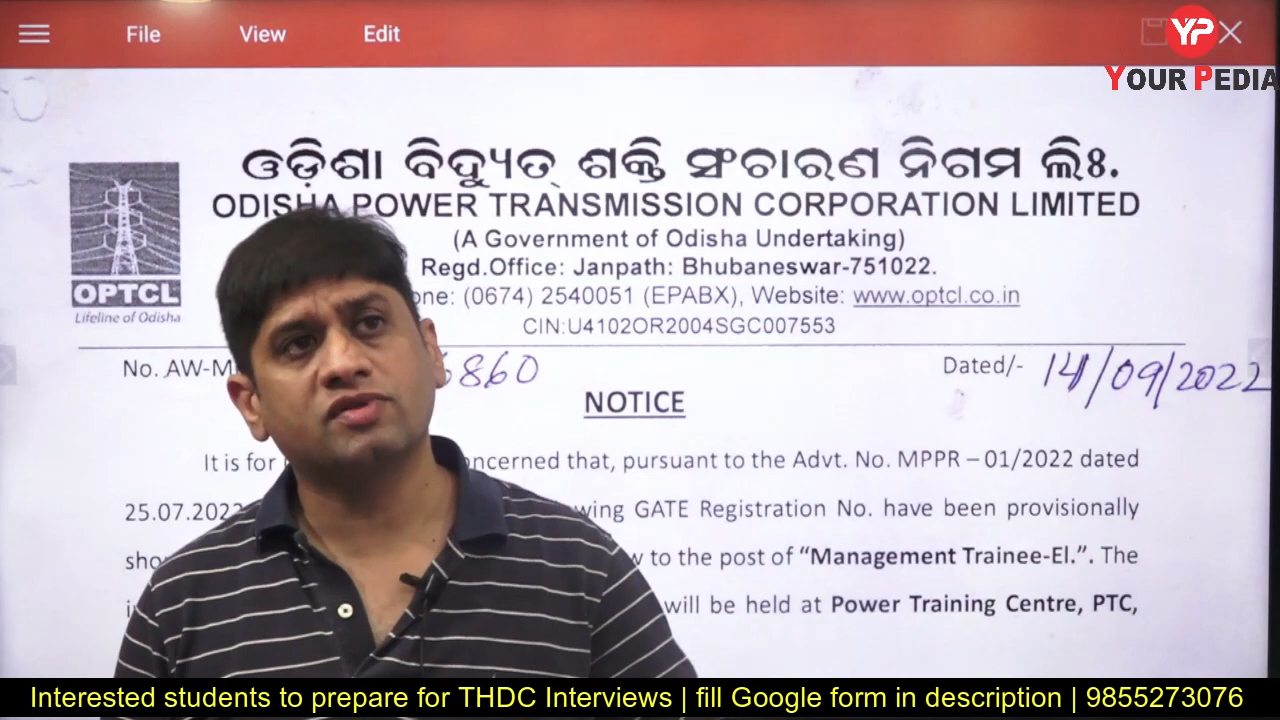 File View Edit
YP
YOUR PEDIA
ଓଡ଼ିଶା ବିଦ୍ୟୁତ୍ ଶକ୍ତି ସଂଚାରଣ ନିଗମ ଲିଃ.
ODISHA POWER TRANSMISSION CORPORATION LIMITED
(A Government of Odisha Undertaking)
Regd.Office: Janpath: Bhubaneswar-751022.
OPTCL
Lifeline of Odisha
(0674) 2540051 (EPABX), Website: www.optcl.co.in
CIN:U4102OR2004SGC007553
No. AW-M 6860 Dated/- 14/09/2022
NOTICE
It is for concerned that, pursuant to the Advt. No. MPPR – 01/2022 dated
25.07.2022 GATE Registration No. have been provisionally
to the post of “Management Trainee-El.”. The
will be held at Power Training Centre, PTC,
Interested students to prepare for THDC Interviews | fill Google form in description | 9855273076